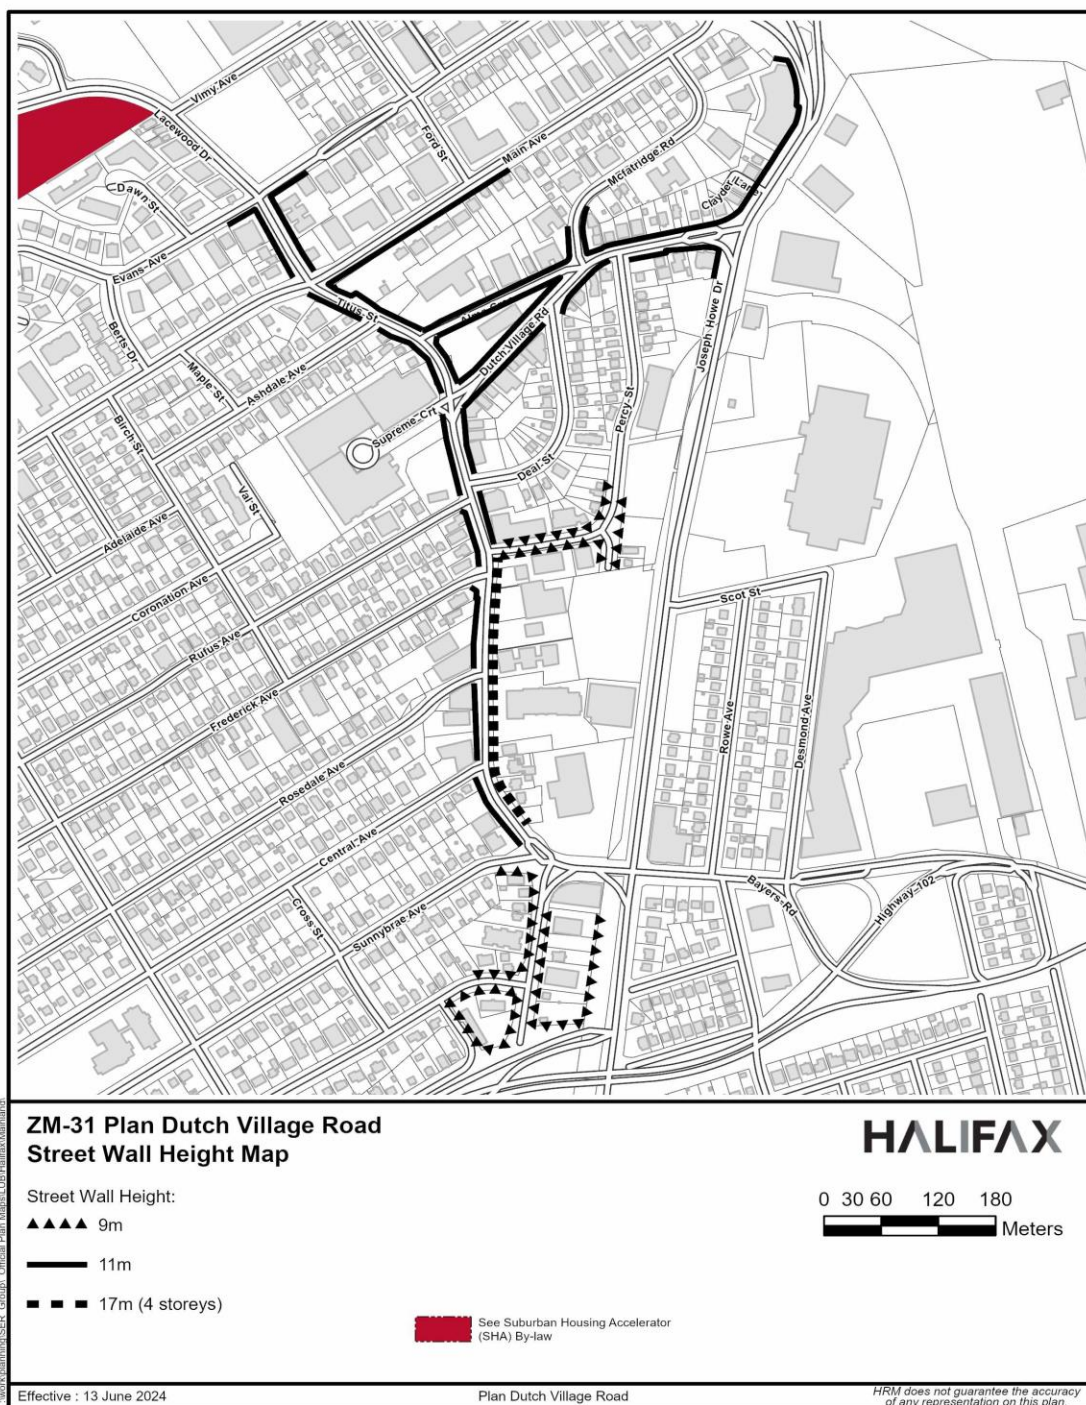 Vimy Ave
Lacewood Dr
Ford St
Main Ave
Mcfatridge Rd
Dawn St
Clayder Lane
Evans Ave
Titus St
Dutch Village Rd
Joseph Howe Dr
Berts Dr
Maple St
Ashdale Ave
Percy St
Supreme Crt
Birch St
Deal St
Val St
Adelaide Ave
Coronation Ave
Scot St
Rufus Ave
Frederick Ave
Rowe Ave
Desmond Ave
Rosedale Ave
Central Ave
Bayers Rd
Highway 102
Cross St
Sunnybrae Ave
ZM-31 Plan Dutch Village Road
Street Wall Height Map
HALIFAX
Street Wall Height:
9m
11m
17m (4 storeys)
0 30 60 120 180
Meters
See Suburban Housing Accelerator
(SHA) By-law
Effective : 13 June 2024
Plan Dutch Village Road
HRM does not guarantee the accuracy
of any representation on this plan.